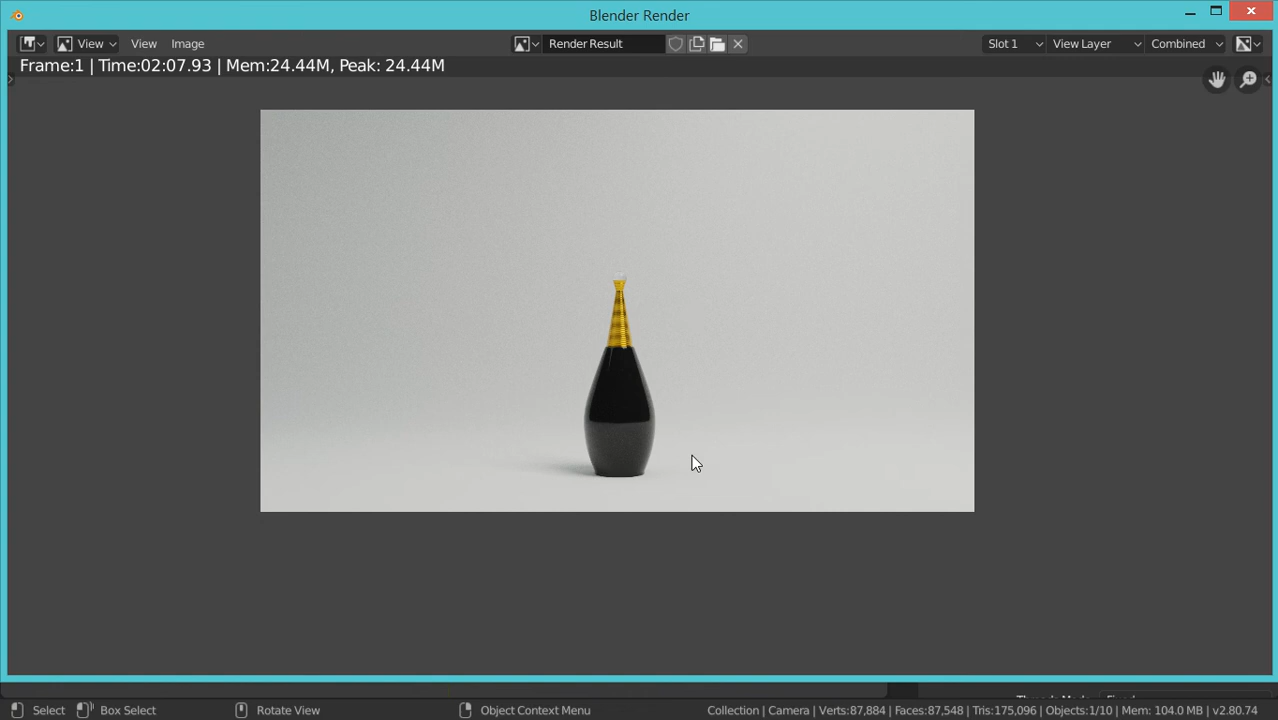 Blender Render
View View Image Render Result Slot 1 View Layer Combined
Frame:1 | Time:02:07.93 | Mem:24.44M, Peak: 24.44M
Select Box Select Rotate View Object Context Menu Collection | Camera | Verts:87,884 | Faces:87,548 | Tris:175,096 | Objects:1/10 | Mem: 104.0 MB | v2.80.74